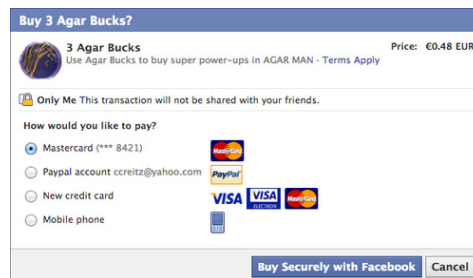 Buy 3 Agar Bucks?
3 Agar Bucks
Price: €0.48 EUR
Use Agar Bucks to buy super power-ups in AGAR MAN · Terms Apply
Only Me This transaction will not be shared with your friends.
How would you like to pay?
Mastercard (*** 8421) MasterCard
Paypal account ccreitz@yahoo.com PayPal
New credit card VISA VISA ELECTRON MasterCard
Mobile phone
Buy Securely with Facebook Cancel